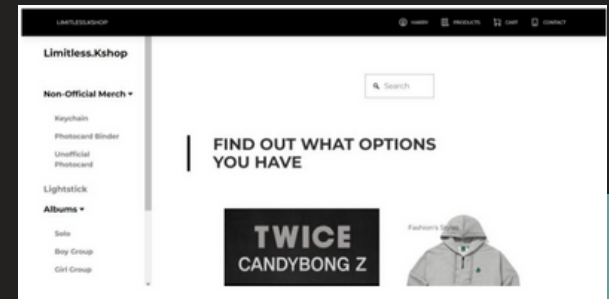 LIMITLESS.KSHOP
HARRY PRODUCTS CART CONTACT
Limitless.Kshop
Non-Official Merch
Keychain
Photocard Binder
Unofficial
Photocard
Lightstick
Albums
Solo
Boy Group
Girl Group
Search
FIND OUT WHAT OPTIONS
YOU HAVE
TWICE
CANDYBONG Z
Fashion's Styles